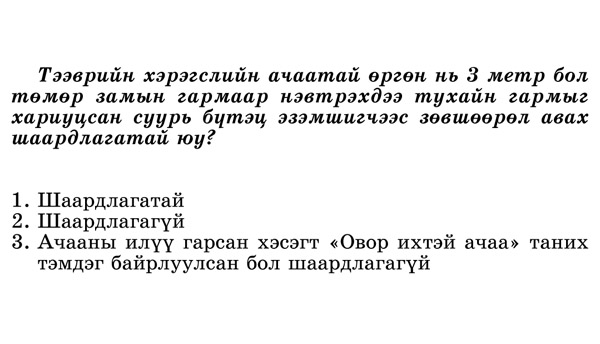 Тээврийн хэрэгслийн ачаатай өргөн нь 3 метр бол
төмөр замын гармаар нэвтрэхдээ тухайн гармыг
хариуцсан суурь бүтэц эзэмшигчээс зөвшөөрөл авах
шаардлагатай юу?
1. Шаардлагатай
2. Шаардлагагүй
3. Ачааны илүү гарсан хэсэгт «Овор ихтэй ачаа» таних
тэмдэг байрлуулсан бол шаардлагагүй